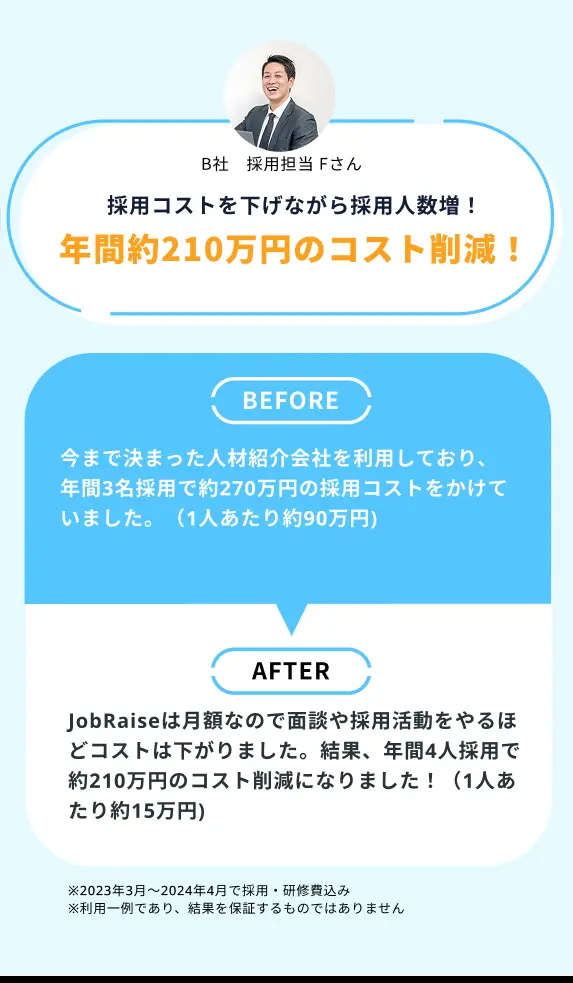 B社　採用担当 Fさん
採用コストを下げながら採用人数増！
年間約210万円のコスト削減！
BEFORE
今まで決まった人材紹介会社を利用しており、
年間3名採用で約270万円の採用コストをかけて
いました。（1人あたり約90万円)
AFTER
JobRaiseは月額なので面談や採用活動をやるほ
どコストは下がりました。結果、年間4人採用で
約210万円のコスト削減になりました！（1人あ
たり約15万円)
※2023年3月〜2024年4月で採用・研修費込み
※利用一例であり、結果を保証するものではありません